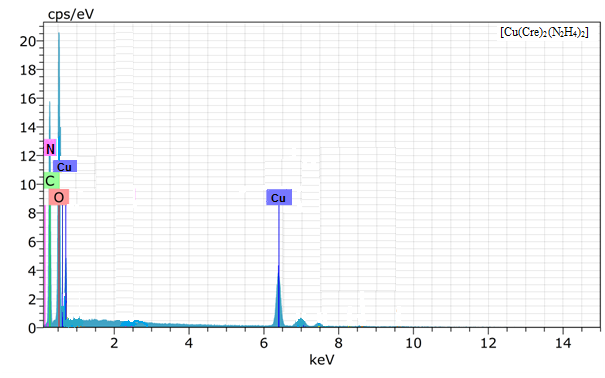 cps/eV
[Cu(Cre)₂(N₂H₄)₂]
20
18
16
14
12
10
8
6
4
2
0
N
Cu
C
O
Cu
2 4 6 8 10 12 14
keV